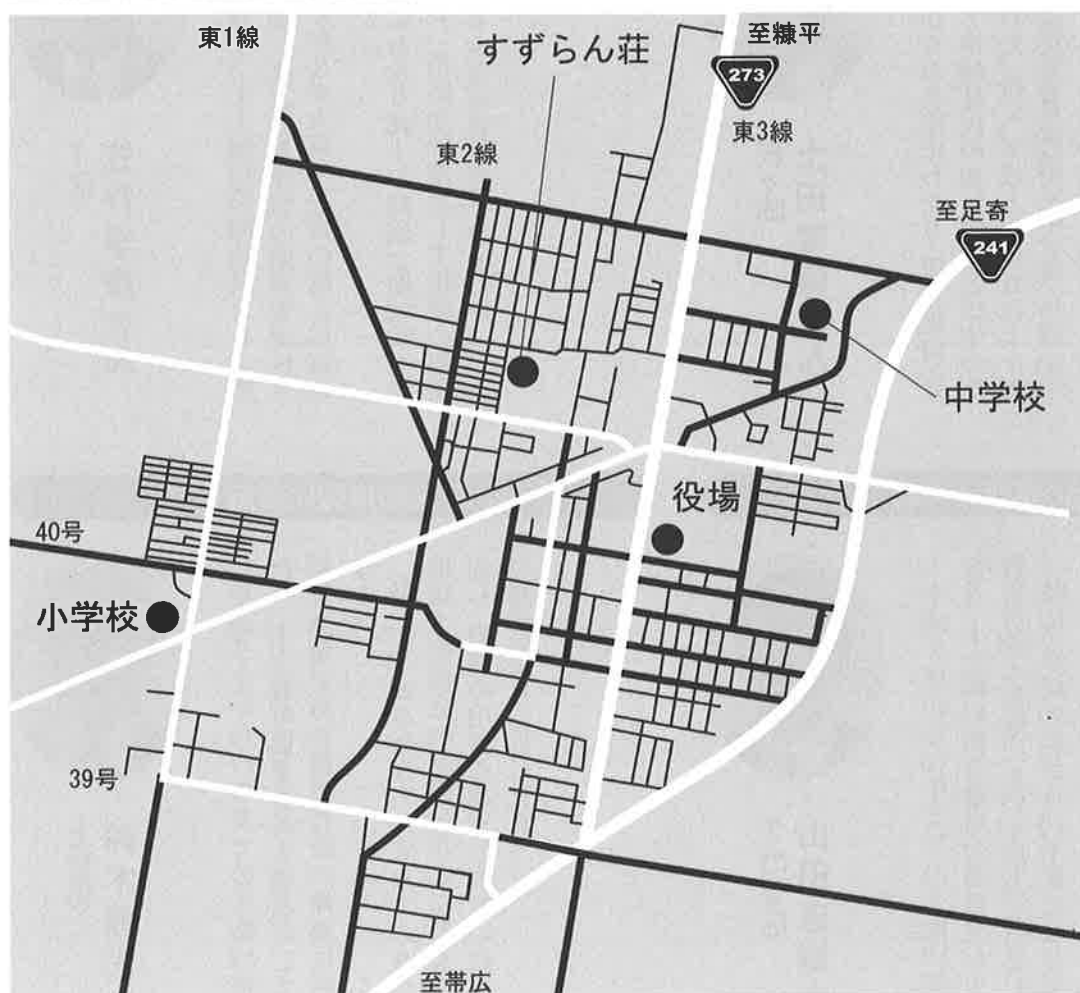 東1線
至糠平
すずらん荘
273
東3線
東2線
至足寄
241
中学校
役場
40号
小学校
39号
至帯広